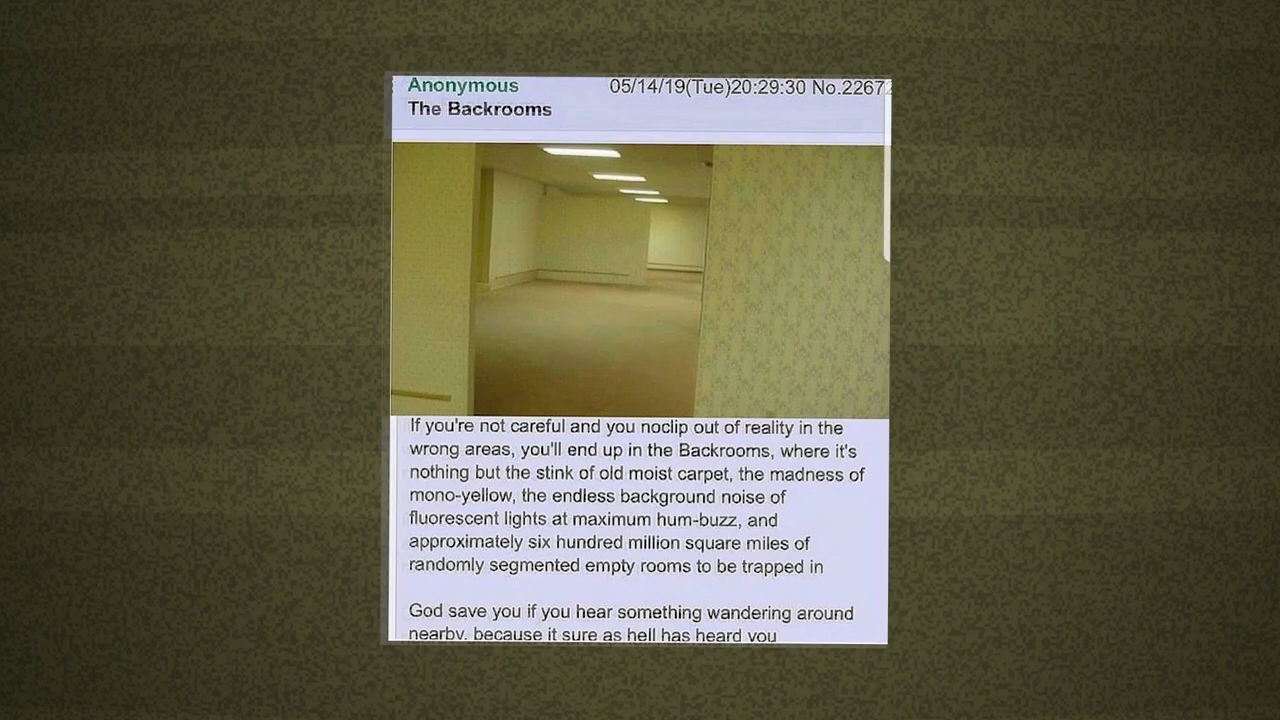 Anonymous 05/14/19(Tue)20:29:30 No.22672
The Backrooms
If you're not careful and you noclip out of reality in the
wrong areas, you'll end up in the Backrooms, where it's
nothing but the stink of old moist carpet, the madness of
mono-yellow, the endless background noise of
fluorescent lights at maximum hum-buzz, and
approximately six hundred million square miles of
randomly segmented empty rooms to be trapped in
God save you if you hear something wandering around
nearby, because it sure as hell has heard you